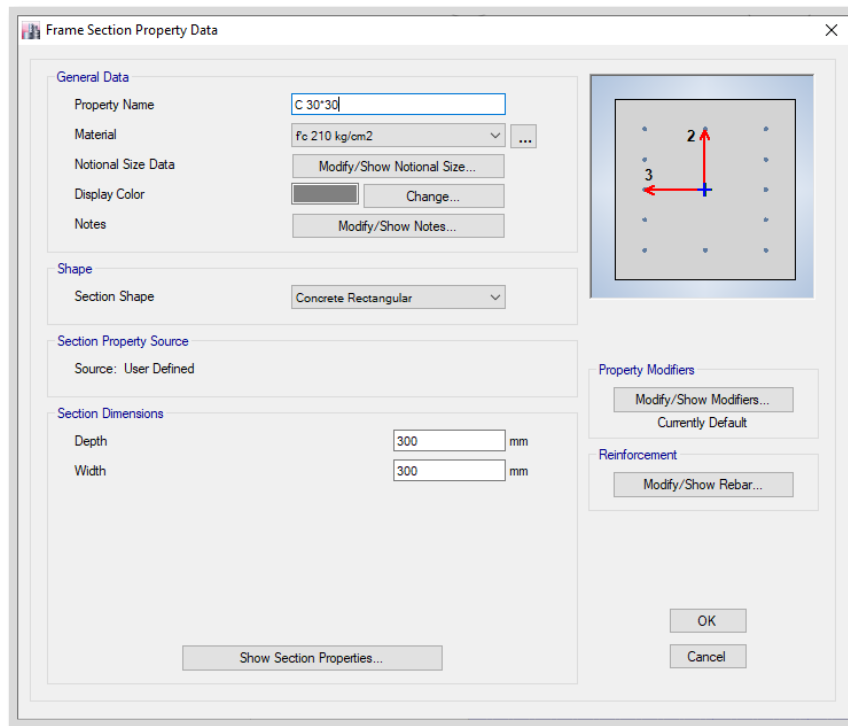 Frame Section Property Data
General Data
Property Name C 30*30
Material f'c 210 kg/cm2 ...
Notional Size Data Modify/Show Notional Size...
Display Color Change...
Notes Modify/Show Notes...
2
3
Shape
Section Shape Concrete Rectangular
Section Property Source
Source: User Defined
Property Modifiers
Modify/Show Modifiers...
Currently Default
Section Dimensions
Depth 300 mm
Width 300 mm
Reinforcement
Modify/Show Rebar...
OK
Show Section Properties...
Cancel